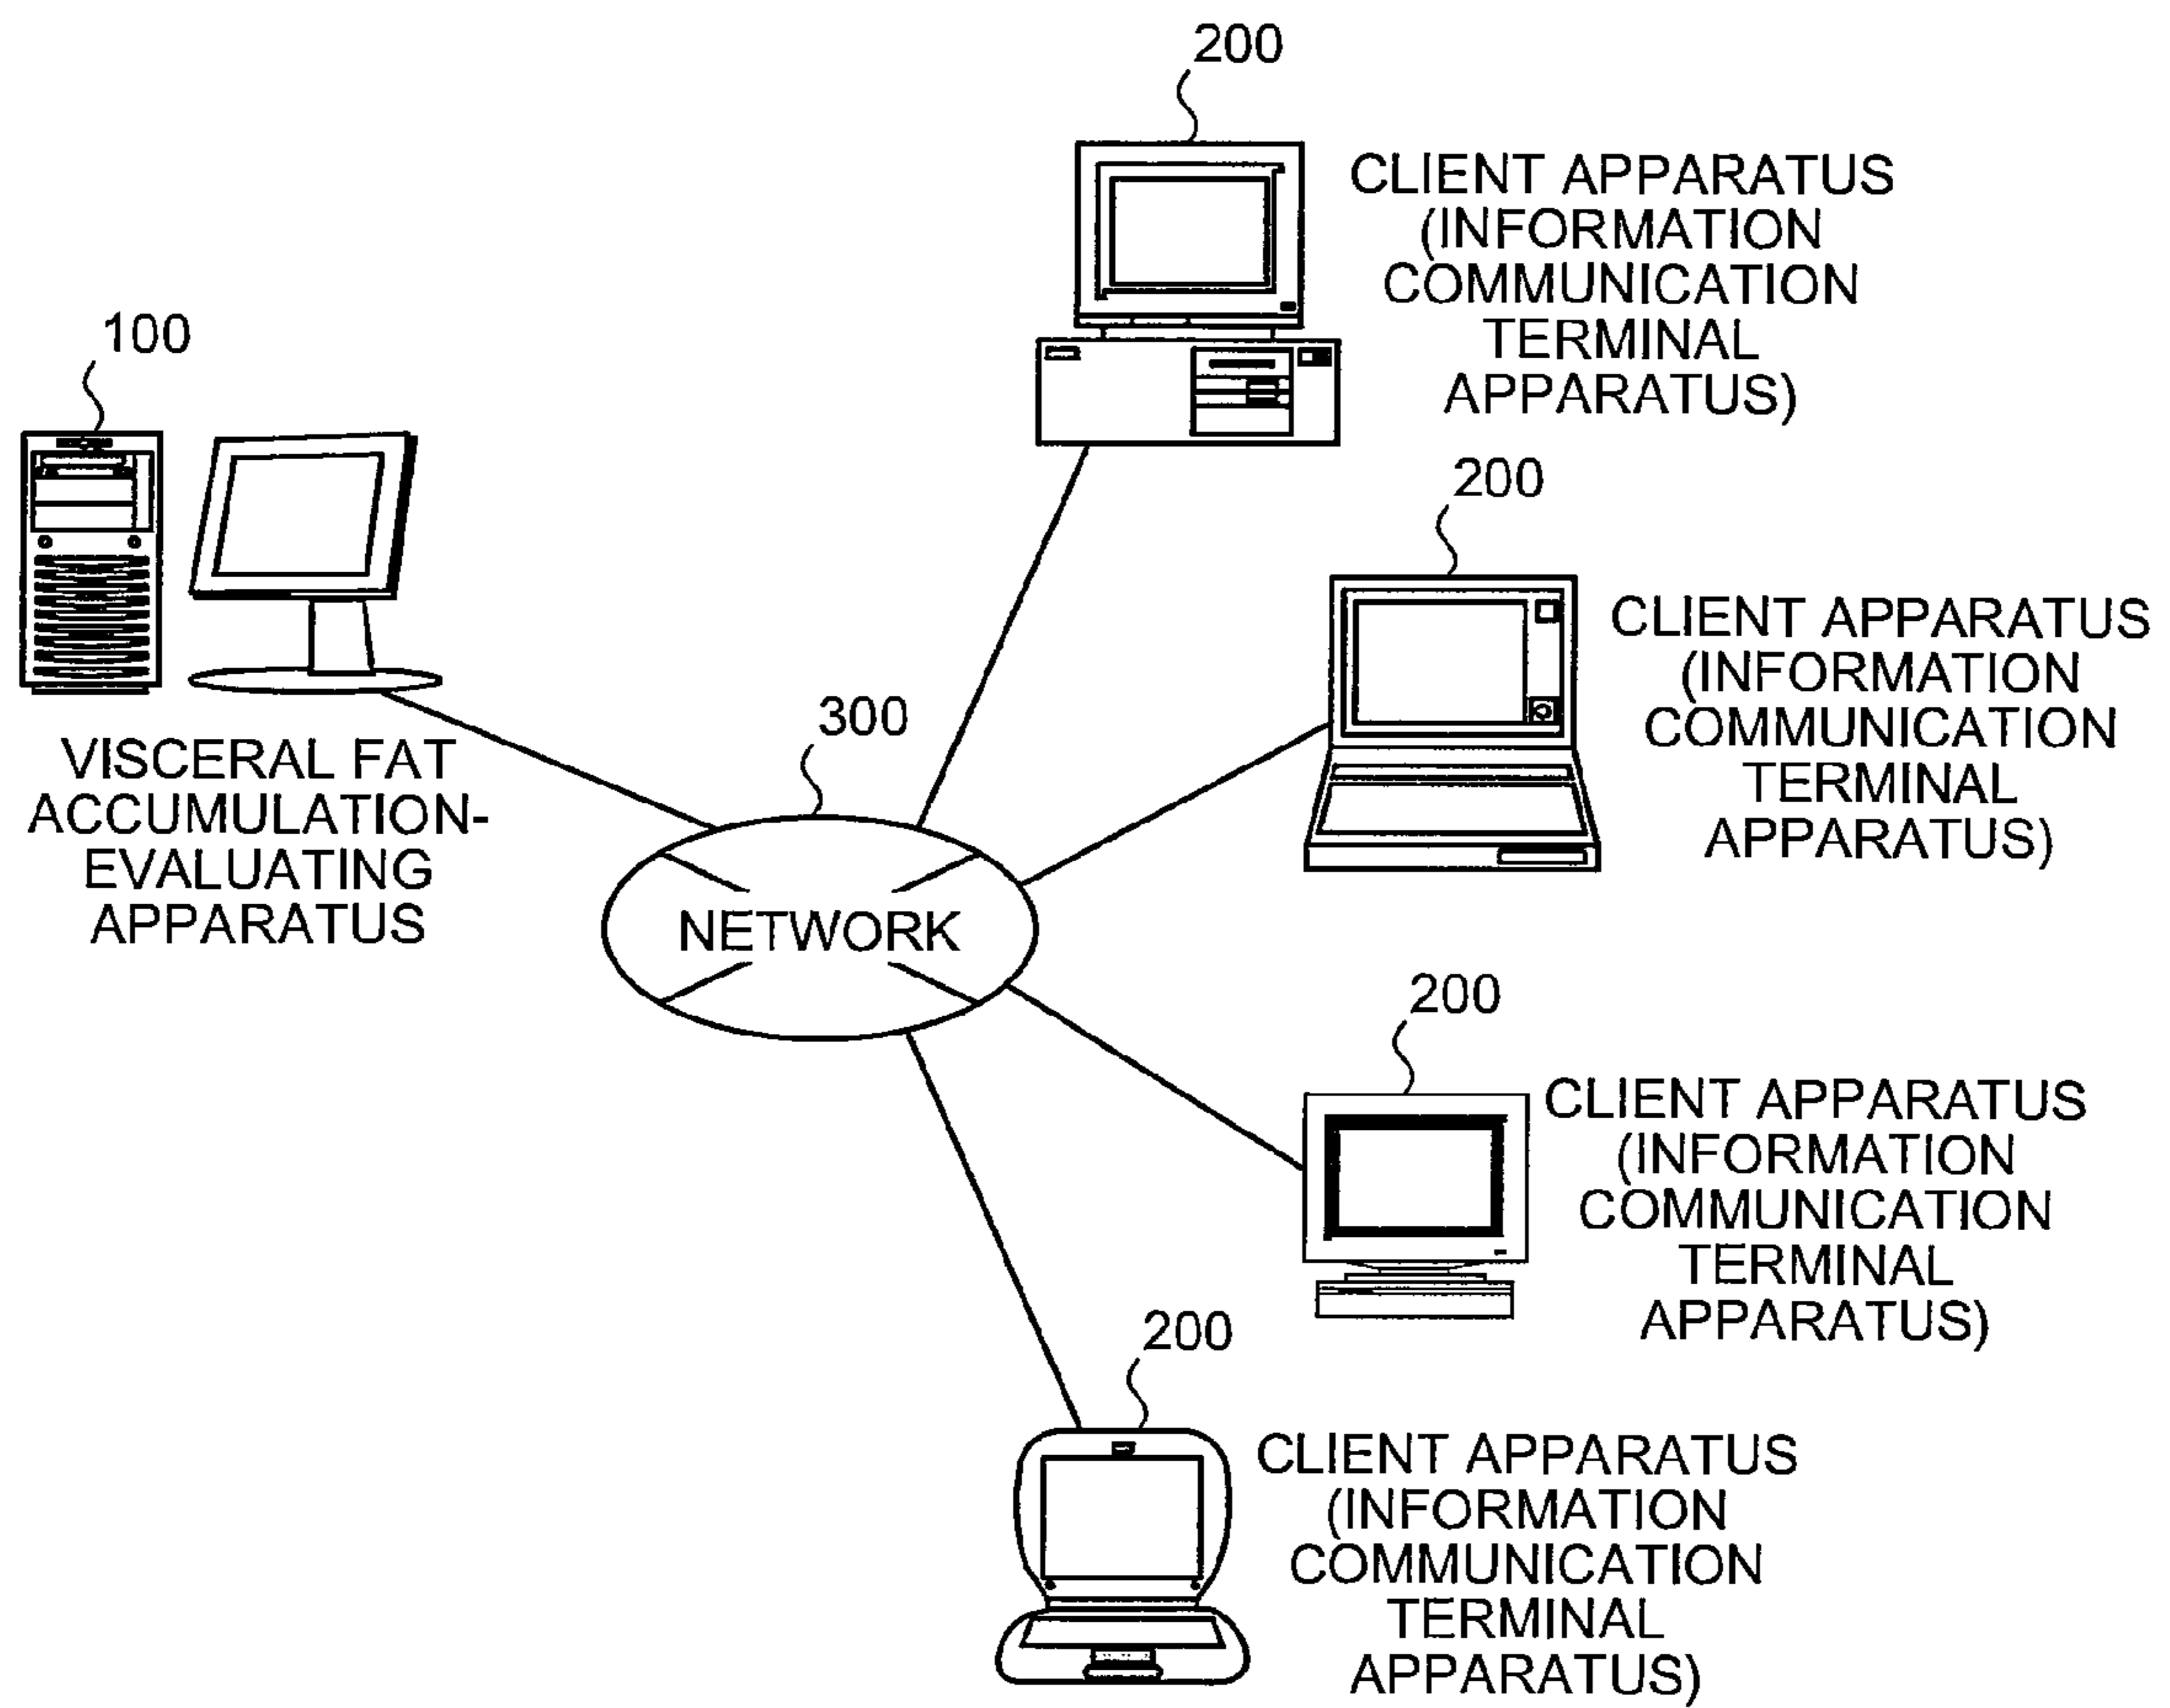 200
CLIENT APPARATUS
(INFORMATION
COMMUNICATION
TERMINAL
APPARATUS)
100
VISCERAL FAT
ACCUMULATION-
EVALUATING
APPARATUS
200
CLIENT APPARATUS
(INFORMATION
COMMUNICATION
TERMINAL
APPARATUS)
300
NETWORK
200
CLIENT APPARATUS
(INFORMATION
COMMUNICATION
TERMINAL
APPARATUS)
200
CLIENT APPARATUS
(INFORMATION
COMMUNICATION
TERMINAL
APPARATUS)